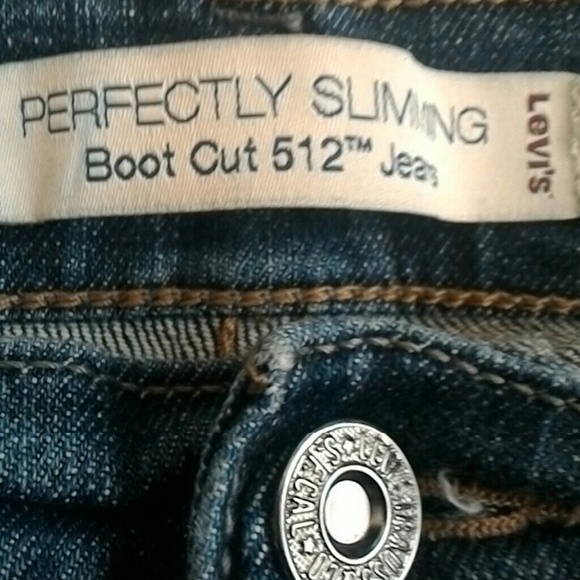 PERFECTLY SLIMMING
Boot Cut 512™ Jeans
Levi's